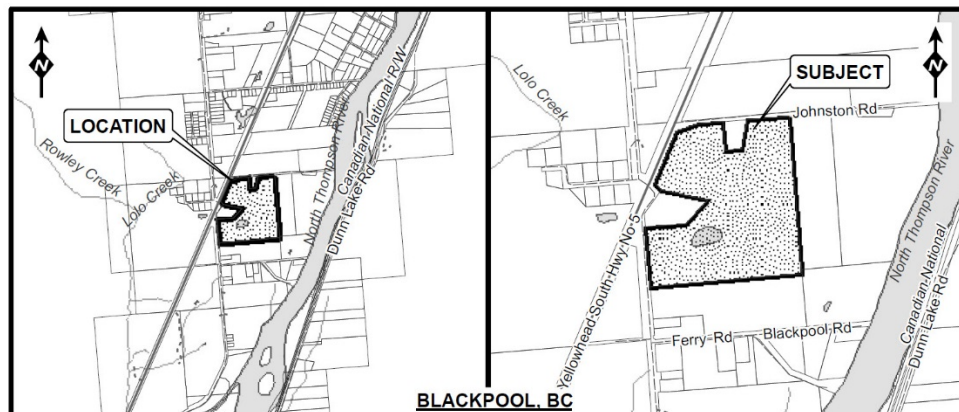 N
LOCATION
Rowley Creek
Lolo Creek
North Thompson River
Canadian National R/W
Dunn Lake Rd
N
SUBJECT
Lolo Creek
Johnston Rd
Yellowhead South Hwy No 5
North Thompson River
Canadian National
Dunn Lake Rd
Ferry Rd
Blackpool Rd
BLACKPOOL, BC